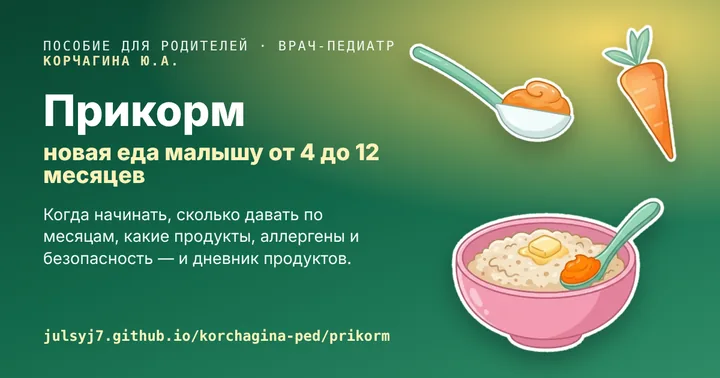 ПОСОБИЕ ДЛЯ РОДИТЕЛЕЙ · ВРАЧ-ПЕДИАТР
КОРЧАГИНА Ю.А.
Прикорм
новая еда малышу от 4 до 12
месяцев
Когда начинать, сколько давать по
месяцам, какие продукты, аллергены и
безопасность — и дневник продуктов.
julsyj7.github.io/korchagina-ped/prikorm